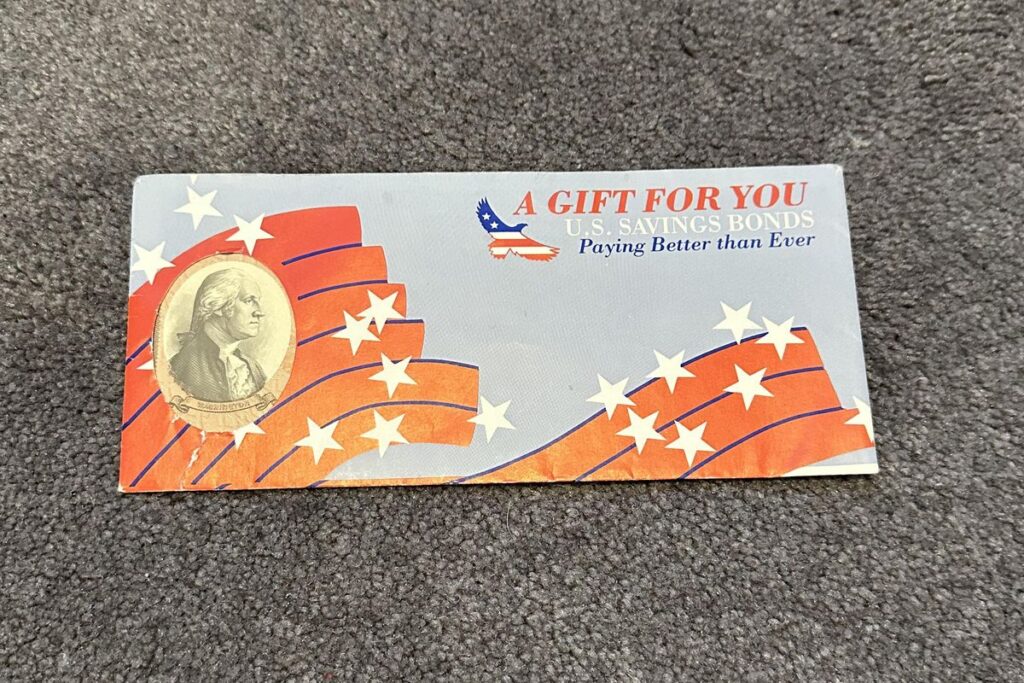 A GIFT FOR YOU
U.S. SAVINGS BONDS
Paying Better than Ever
WASHINGTON